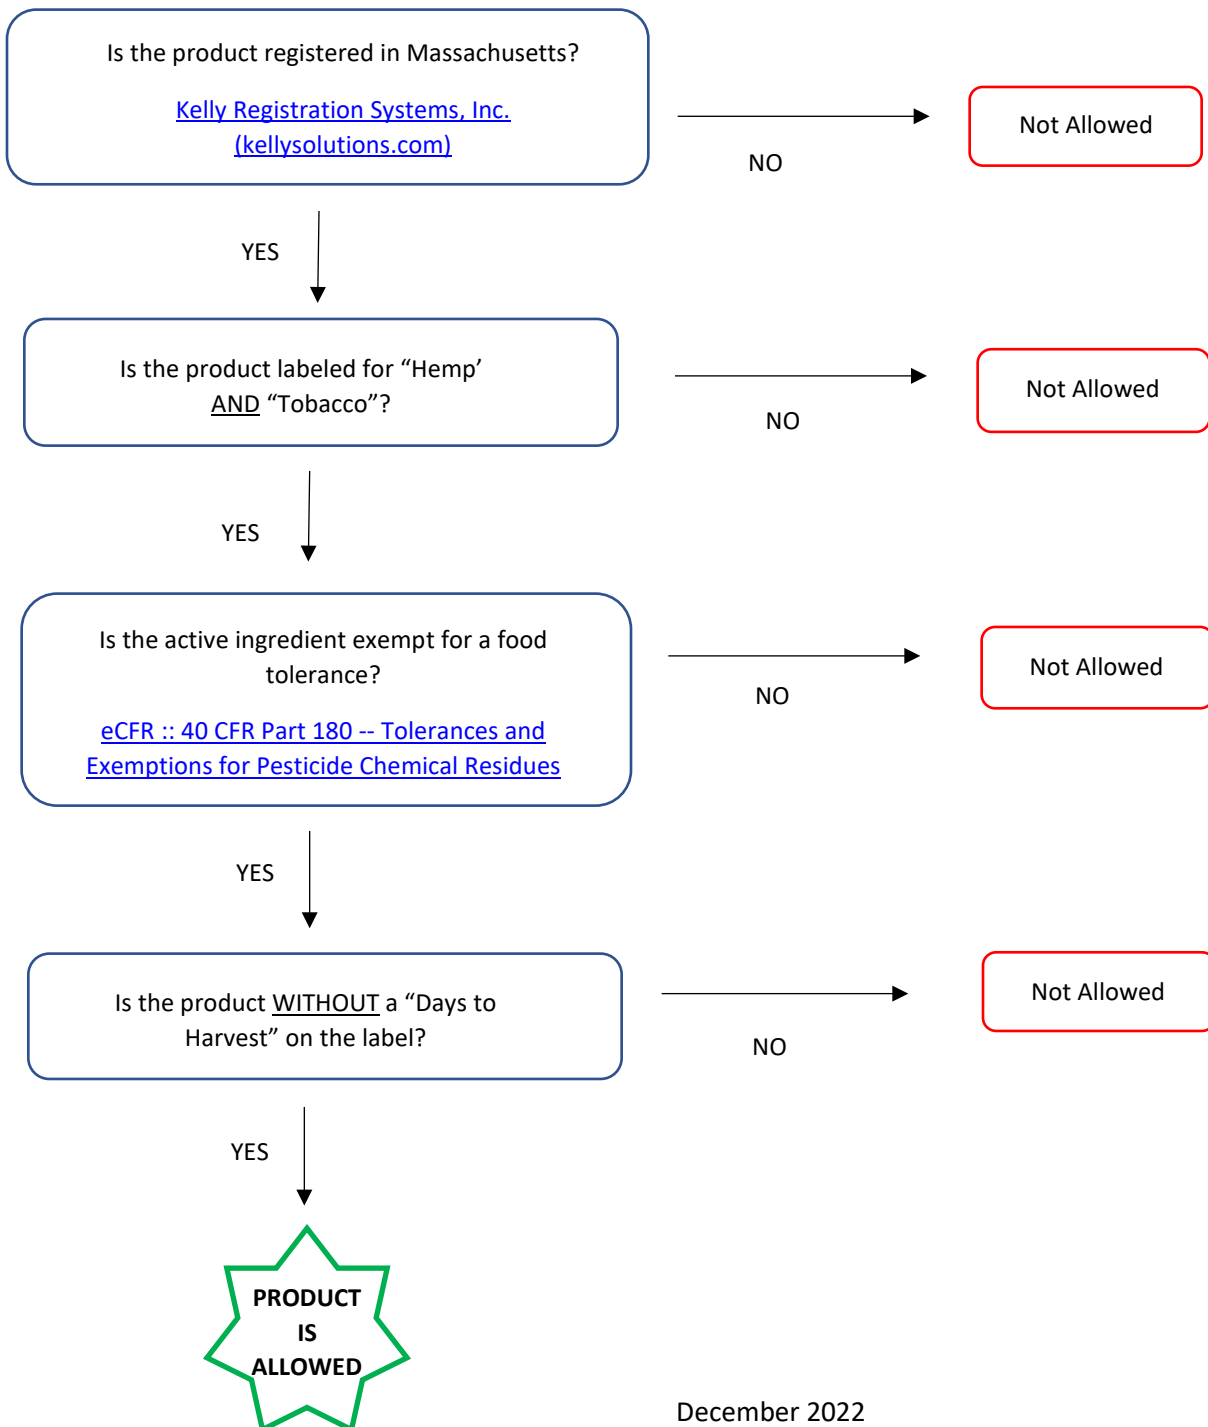 Is the product registered in Massachusetts?
Kelly Registration Systems, Inc.
(kellysolutions.com)
NO
Not Allowed
YES
Is the product labeled for “Hemp’
AND “Tobacco”?
NO
Not Allowed
YES
Is the active ingredient exempt for a food
tolerance?
eCFR :: 40 CFR Part 180 -- Tolerances and
Exemptions for Pesticide Chemical Residues
NO
Not Allowed
YES
Is the product WITHOUT a “Days to
Harvest” on the label?
NO
Not Allowed
YES
PRODUCT
IS
ALLOWED
December 2022